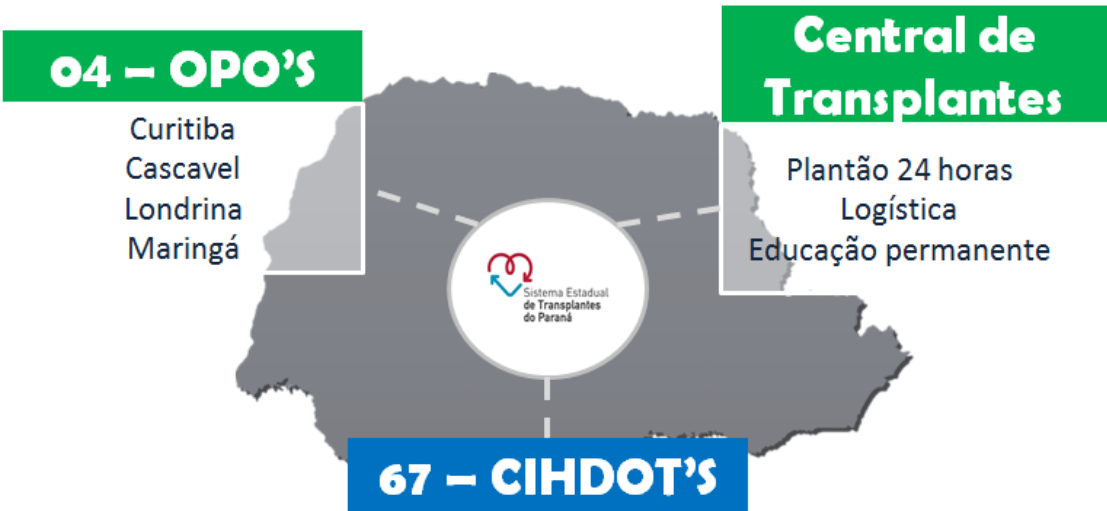 04 – OPO'S
Curitiba
Cascavel
Londrina
Maringá
Central de
Transplantes
Plantão 24 horas
Logística
Educação permanente
Sistema Estadual
de Transplantes
do Paraná
67 – CIHDOT'S